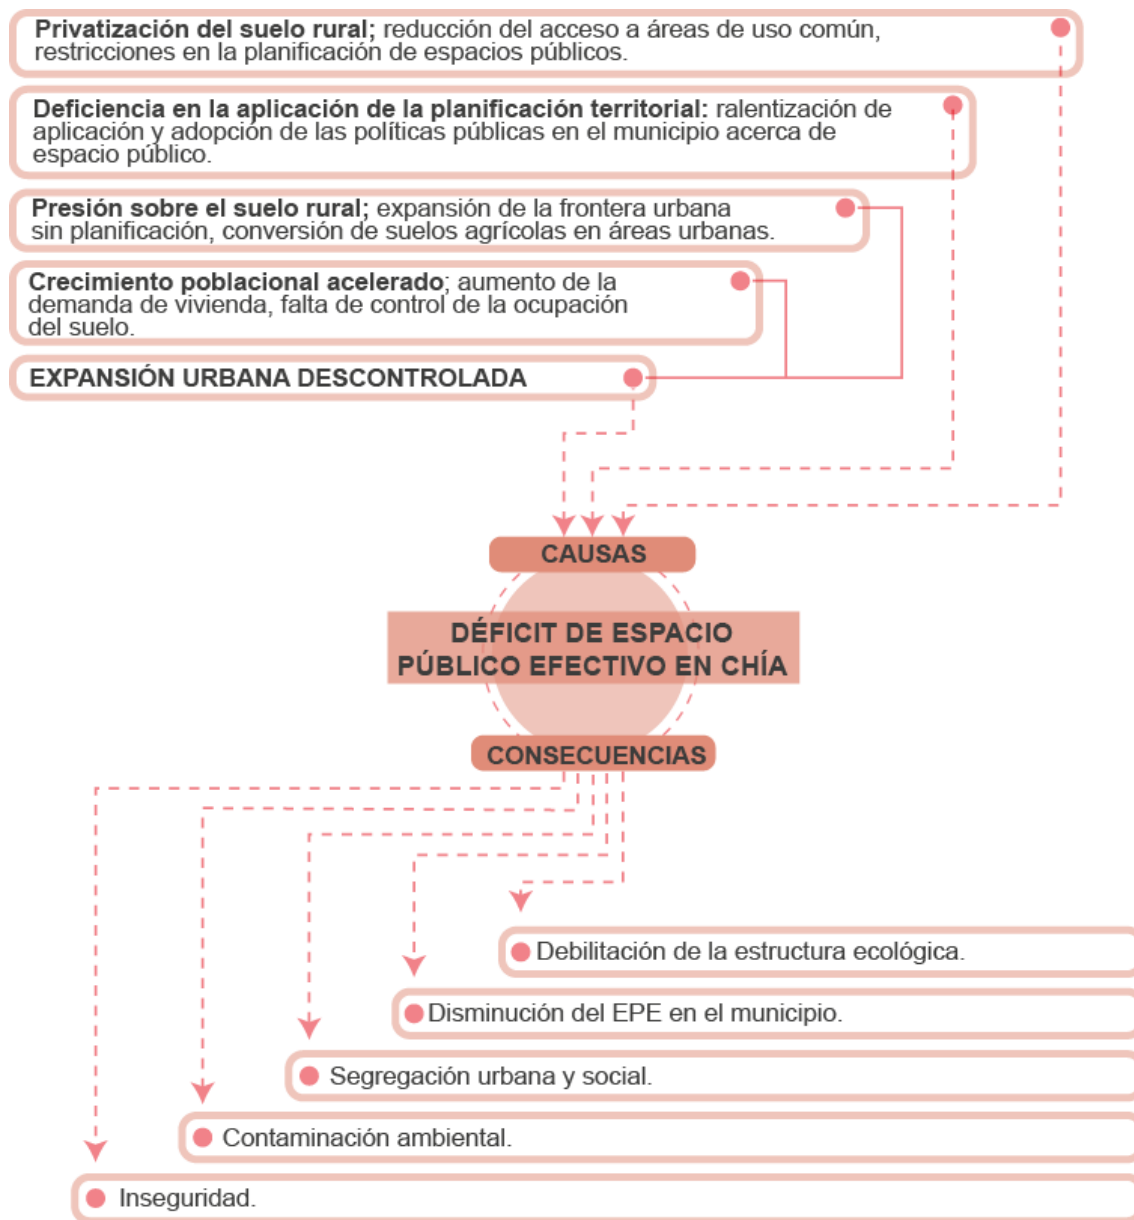 Privatización del suelo rural; reducción del acceso a áreas de uso común,
restricciones en la planificación de espacios públicos.
Deficiencia en la aplicación de la planificación territorial: ralentización de
aplicación y adopción de las políticas públicas en el municipio acerca de
espacio público.
Presión sobre el suelo rural; expansión de la frontera urbana
sin planificación, conversión de suelos agrícolas en áreas urbanas.
Crecimiento poblacional acelerado; aumento de la
demanda de vivienda, falta de control de la ocupación
del suelo.
EXPANSIÓN URBANA DESCONTROLADA
CAUSAS
DÉFICIT DE ESPACIO
PÚBLICO EFECTIVO EN CHÍA
CONSECUENCIAS
Debilitación de la estructura ecológica.
Disminución del EPE en el municipio.
Segregación urbana y social.
Contaminación ambiental.
Inseguridad.